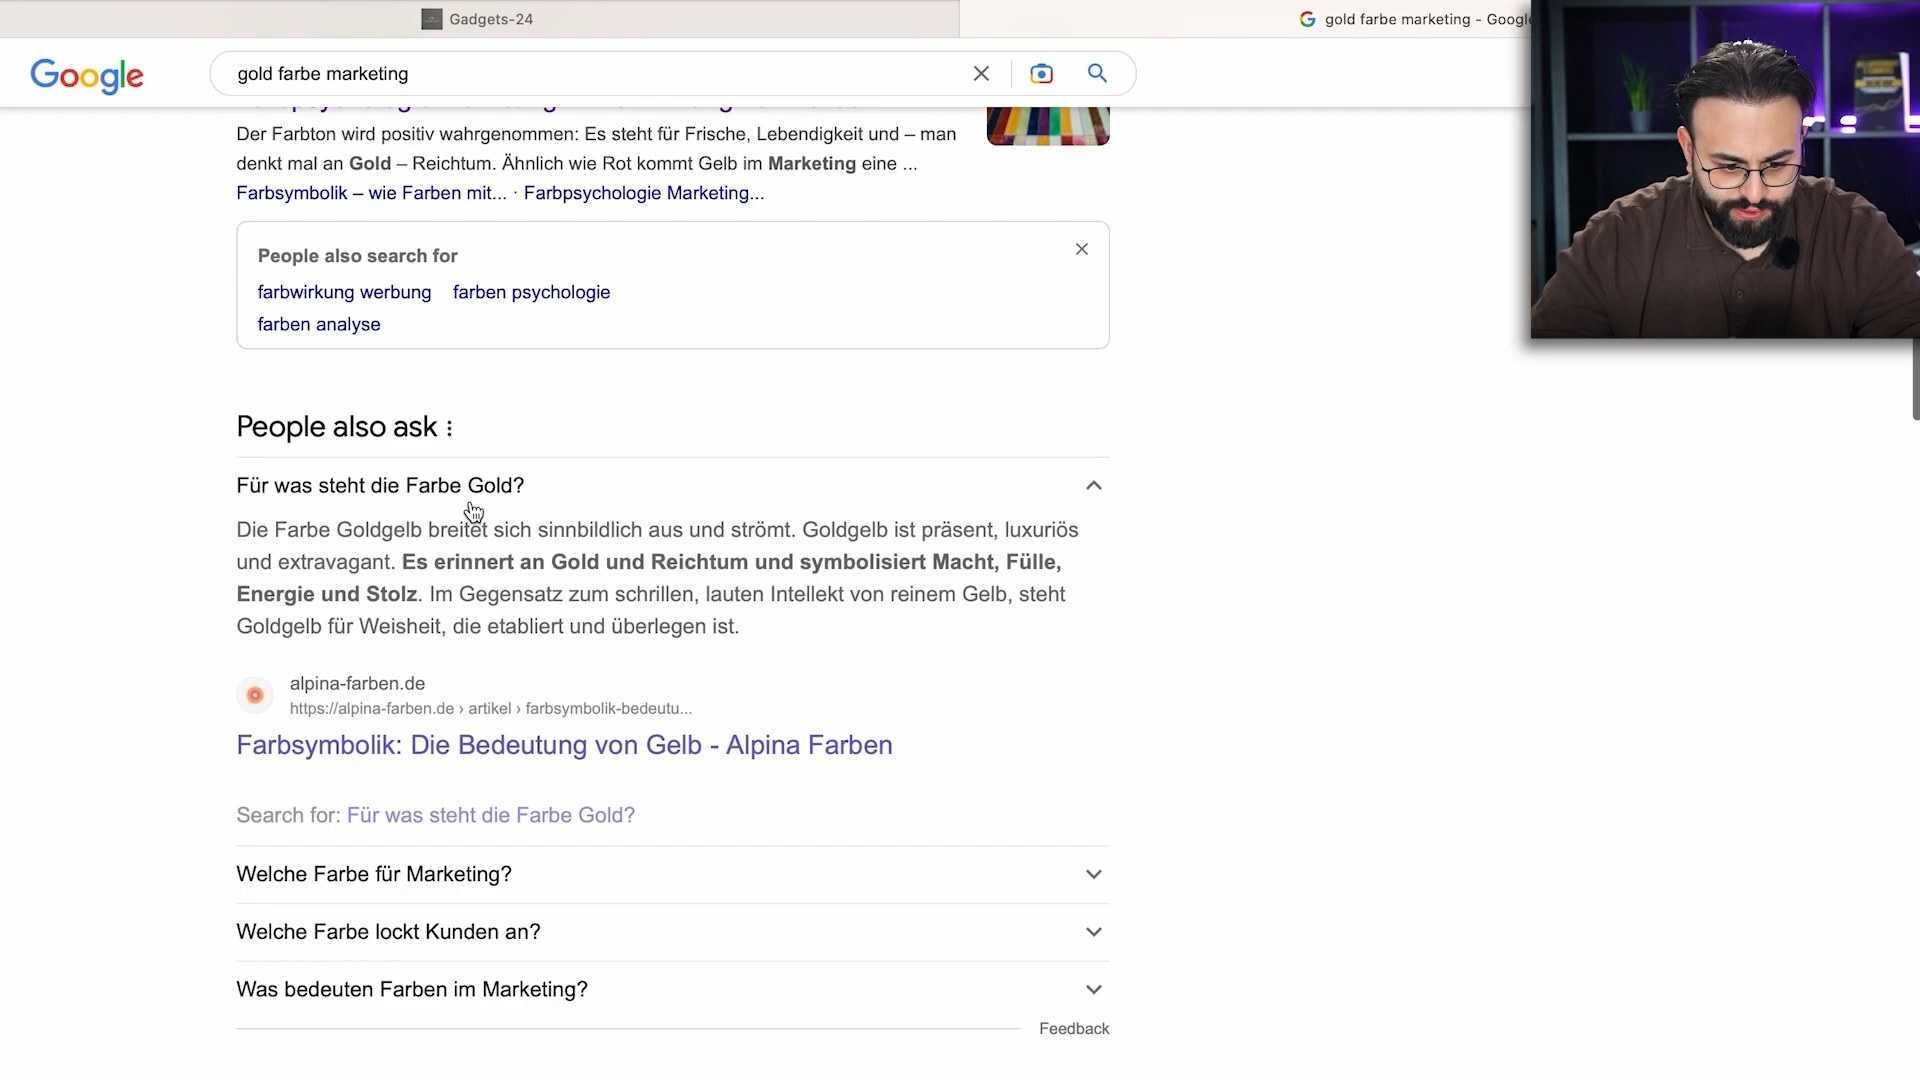 Gadgets-24
gold farbe marketing - Google
Google
gold farbe marketing
Der Farbton wird positiv wahrgenommen: Es steht für Frische, Lebendigkeit und – man
denkt mal an Gold – Reichtum. Ähnlich wie Rot kommt Gelb im Marketing eine ...
Farbsymbolik – wie Farben mit... · Farbpsychologie Marketing...
People also search for
farbwirkung werbung farben psychologie
farben analyse
People also ask
Für was steht die Farbe Gold?
Die Farbe Goldgelb breitet sich sinnbildlich aus und strömt. Goldgelb ist präsent, luxuriös
und extravagant. Es erinnert an Gold und Reichtum und symbolisiert Macht, Fülle,
Energie und Stolz. Im Gegensatz zum schrillen, lauten Intellekt von reinem Gelb, steht
Goldgelb für Weisheit, die etabliert und überlegen ist.
alpina-farben.de
https://alpina-farben.de › artikel › farbsymbolik-bedeutu...
Farbsymbolik: Die Bedeutung von Gelb - Alpina Farben
Search for: Für was steht die Farbe Gold?
Welche Farbe für Marketing?
Welche Farbe lockt Kunden an?
Was bedeuten Farben im Marketing?
Feedback